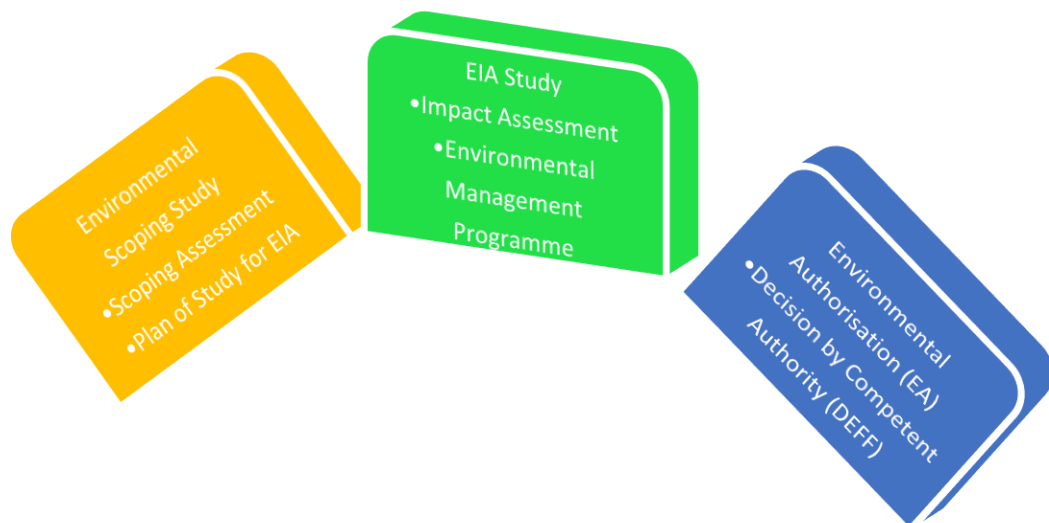 Environmental
Scoping Study
•Scoping Assessment
•Plan of Study for EIA
EIA Study
•Impact Assessment
•Environmental
Management
Programme
Environmental
Authorisation (EA)
•Decision by Competent
Authority (DEFF)